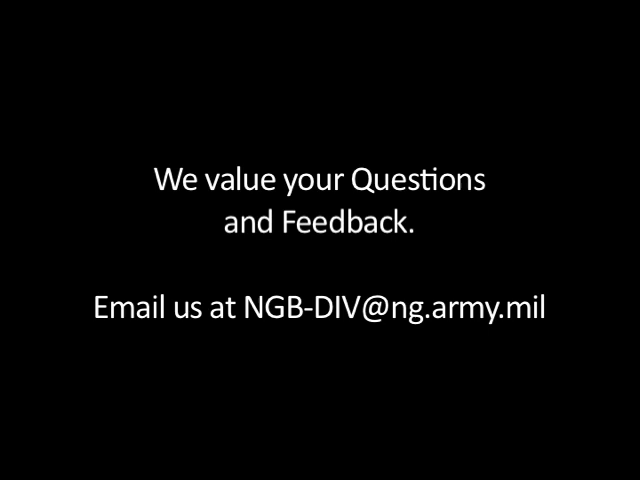 We value your Questions
and Feedback.
Email us at NGB-DIV@ng.army.mil